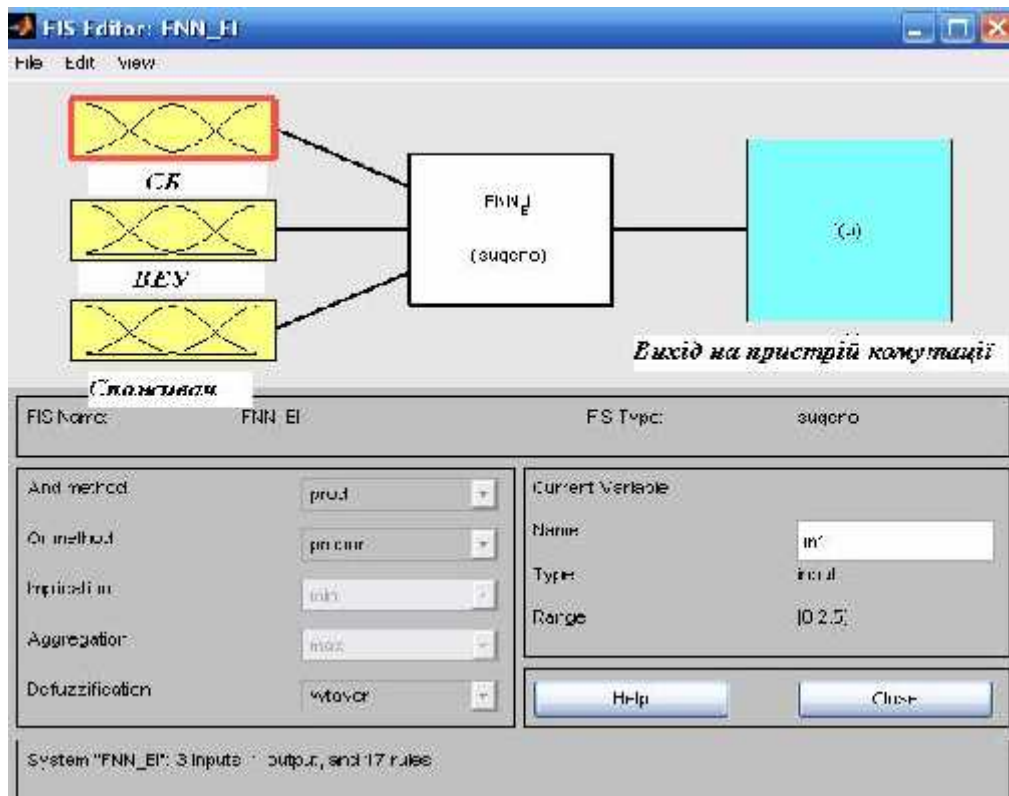 FIS Editor: FNN_EI
File Edit View
СБ
ВЕУ
Споживач
FNN_EI
(sugeno)
f(u)
Вихід на пристрій комутації
FIS Name: FNN_EI FIS Type: sugeno
And method prod
Or method probor
Implication min
Aggregation max
Defuzzification wtaver
Current Variable
Name in1
Type input
Range [0 2.5]
Help Close
System "FNN_EI": 3 inputs, 1 output, and 17 rules